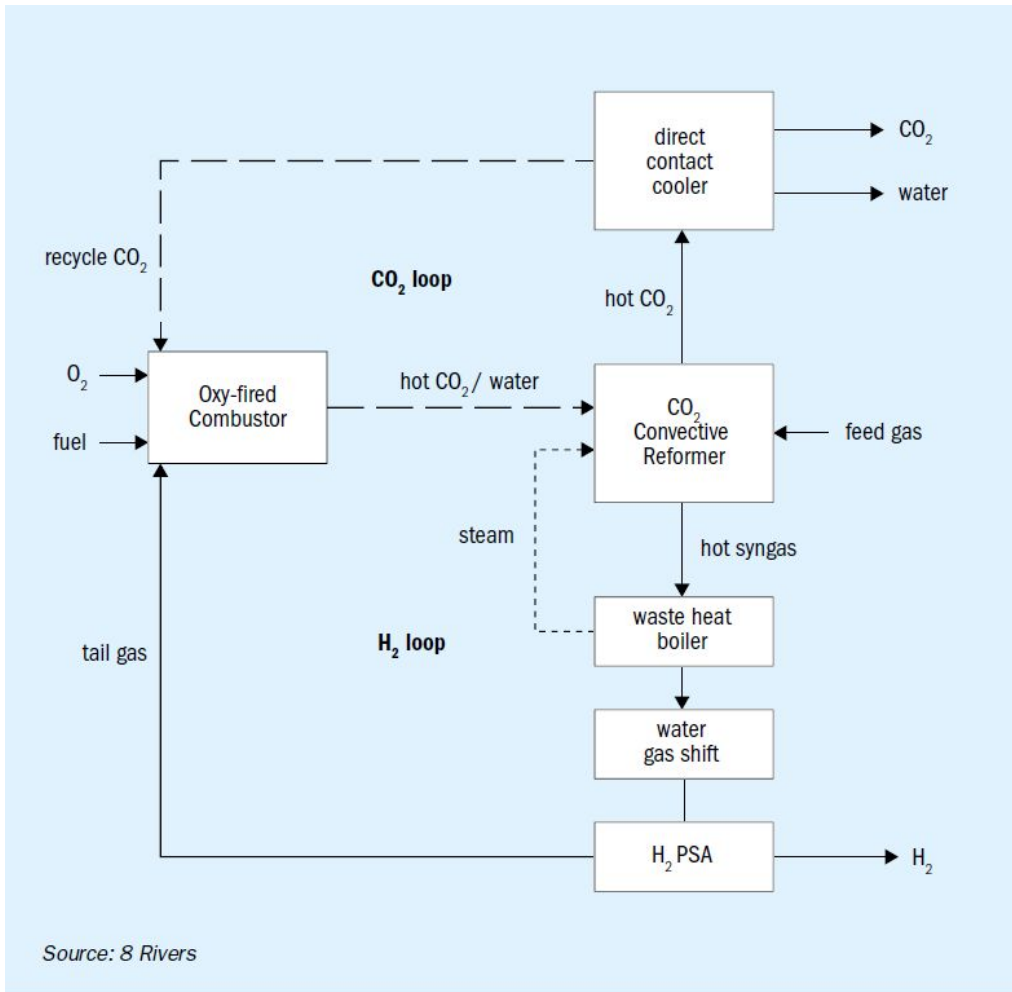 direct
contact
cooler
CO₂
water
recycle CO₂
CO₂ loop
hot CO₂
O₂
fuel
Oxy-fired
Combustor
hot CO₂/ water
CO₂
Convective
Reformer
feed gas
steam
hot syngas
waste heat
boiler
tail gas
H₂ loop
water
gas shift
H₂ PSA
H₂
Source: 8 Rivers